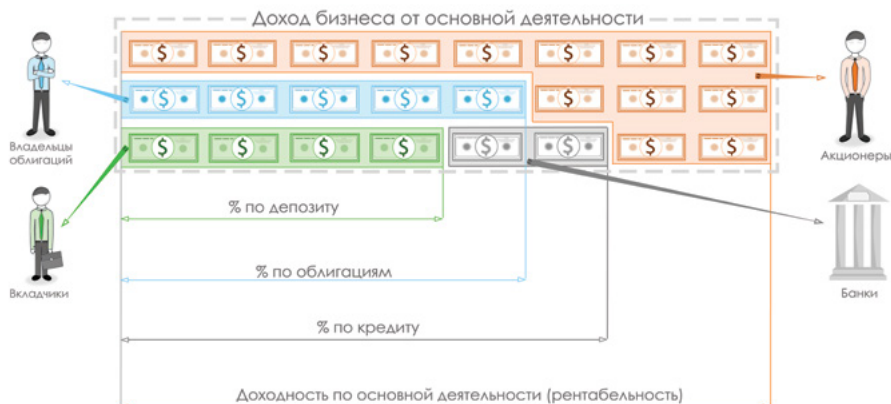 Доход бизнеса от основной деятельности
$ $ $ $ $ $ $ $
$ $ $ $ $ $ $ $
$ $ $ $ $ $ $ $
Владельцы
облигаций
Акционеры
% по депозиту
% по облигациям
Вкладчики
Банки
% по кредиту
Доходность по основной деятельности (рентабельность)